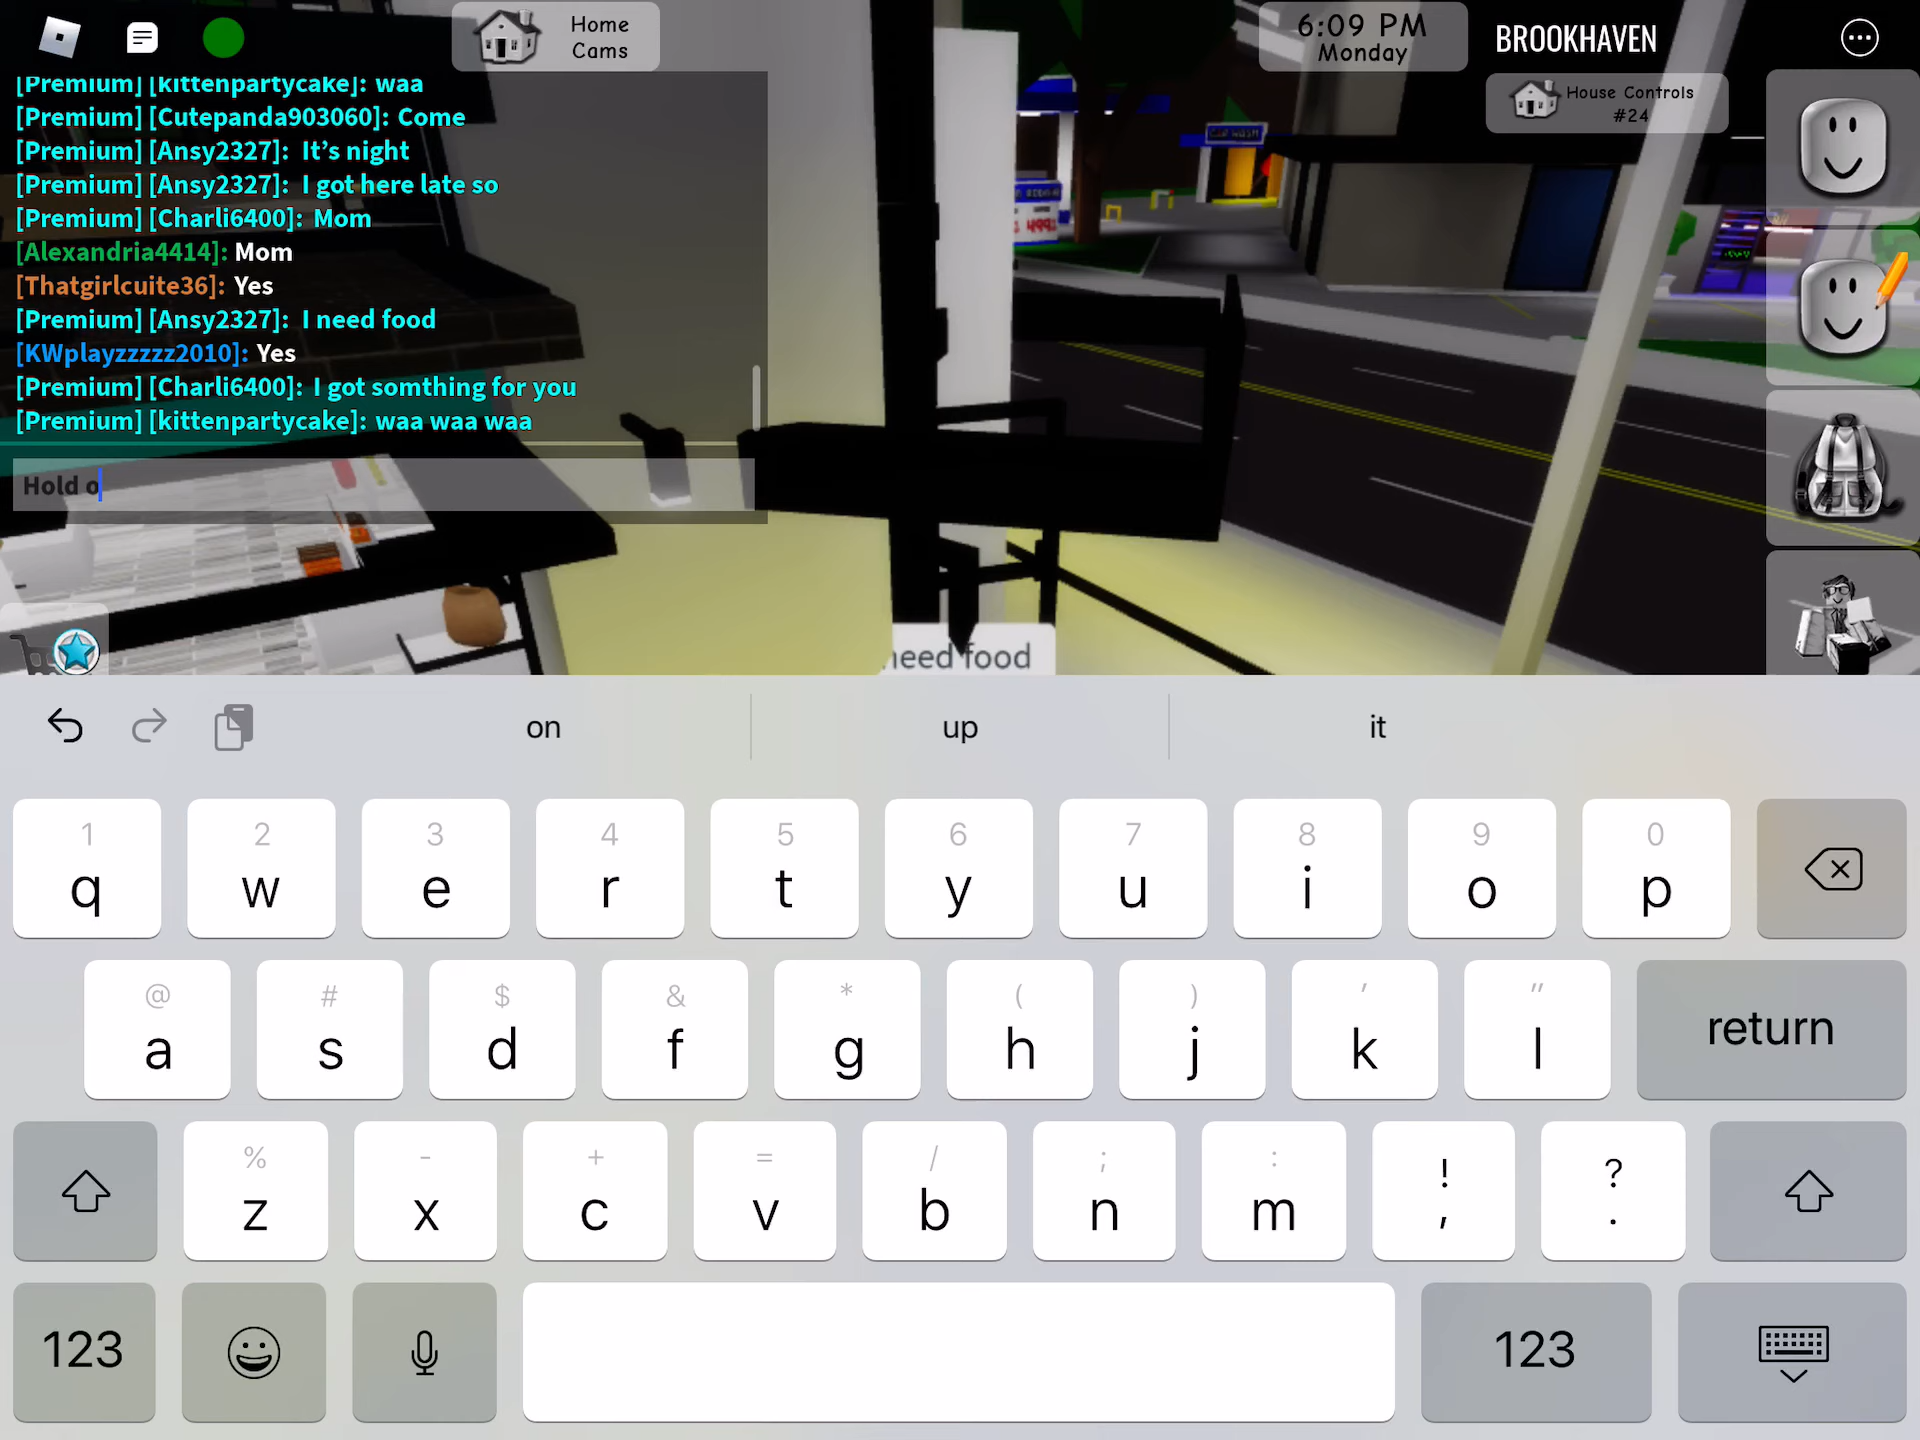 Home
Cams
6:09 PM
Monday
BROOKHAVEN
House Controls
#24
[Premium] [kittenpartycake]: waa
[Premium] [Cutepanda903060]: Come
[Premium] [Ansy2327]: It's night
[Premium] [Ansy2327]: I got here late so
[Premium] [Charli6400]: Mom
[Alexandria4414]: Mom
[Thatgirlcuite36]: Yes
[Premium] [Ansy2327]: I need food
[KWplayzzzzz2010]: Yes
[Premium] [Charli6400]: I got somthing for you
[Premium] [kittenpartycake]: waa waa waa
Hold o
CAR WASH
need food
on up it
1 2 3 4 5 6 7 8 9 0
q w e r t y u i o p
@ # $ & * ( ) ' "
a s d f g h j k l return
% - + = / ; : ! ?
z x c v b n m , .
123 123